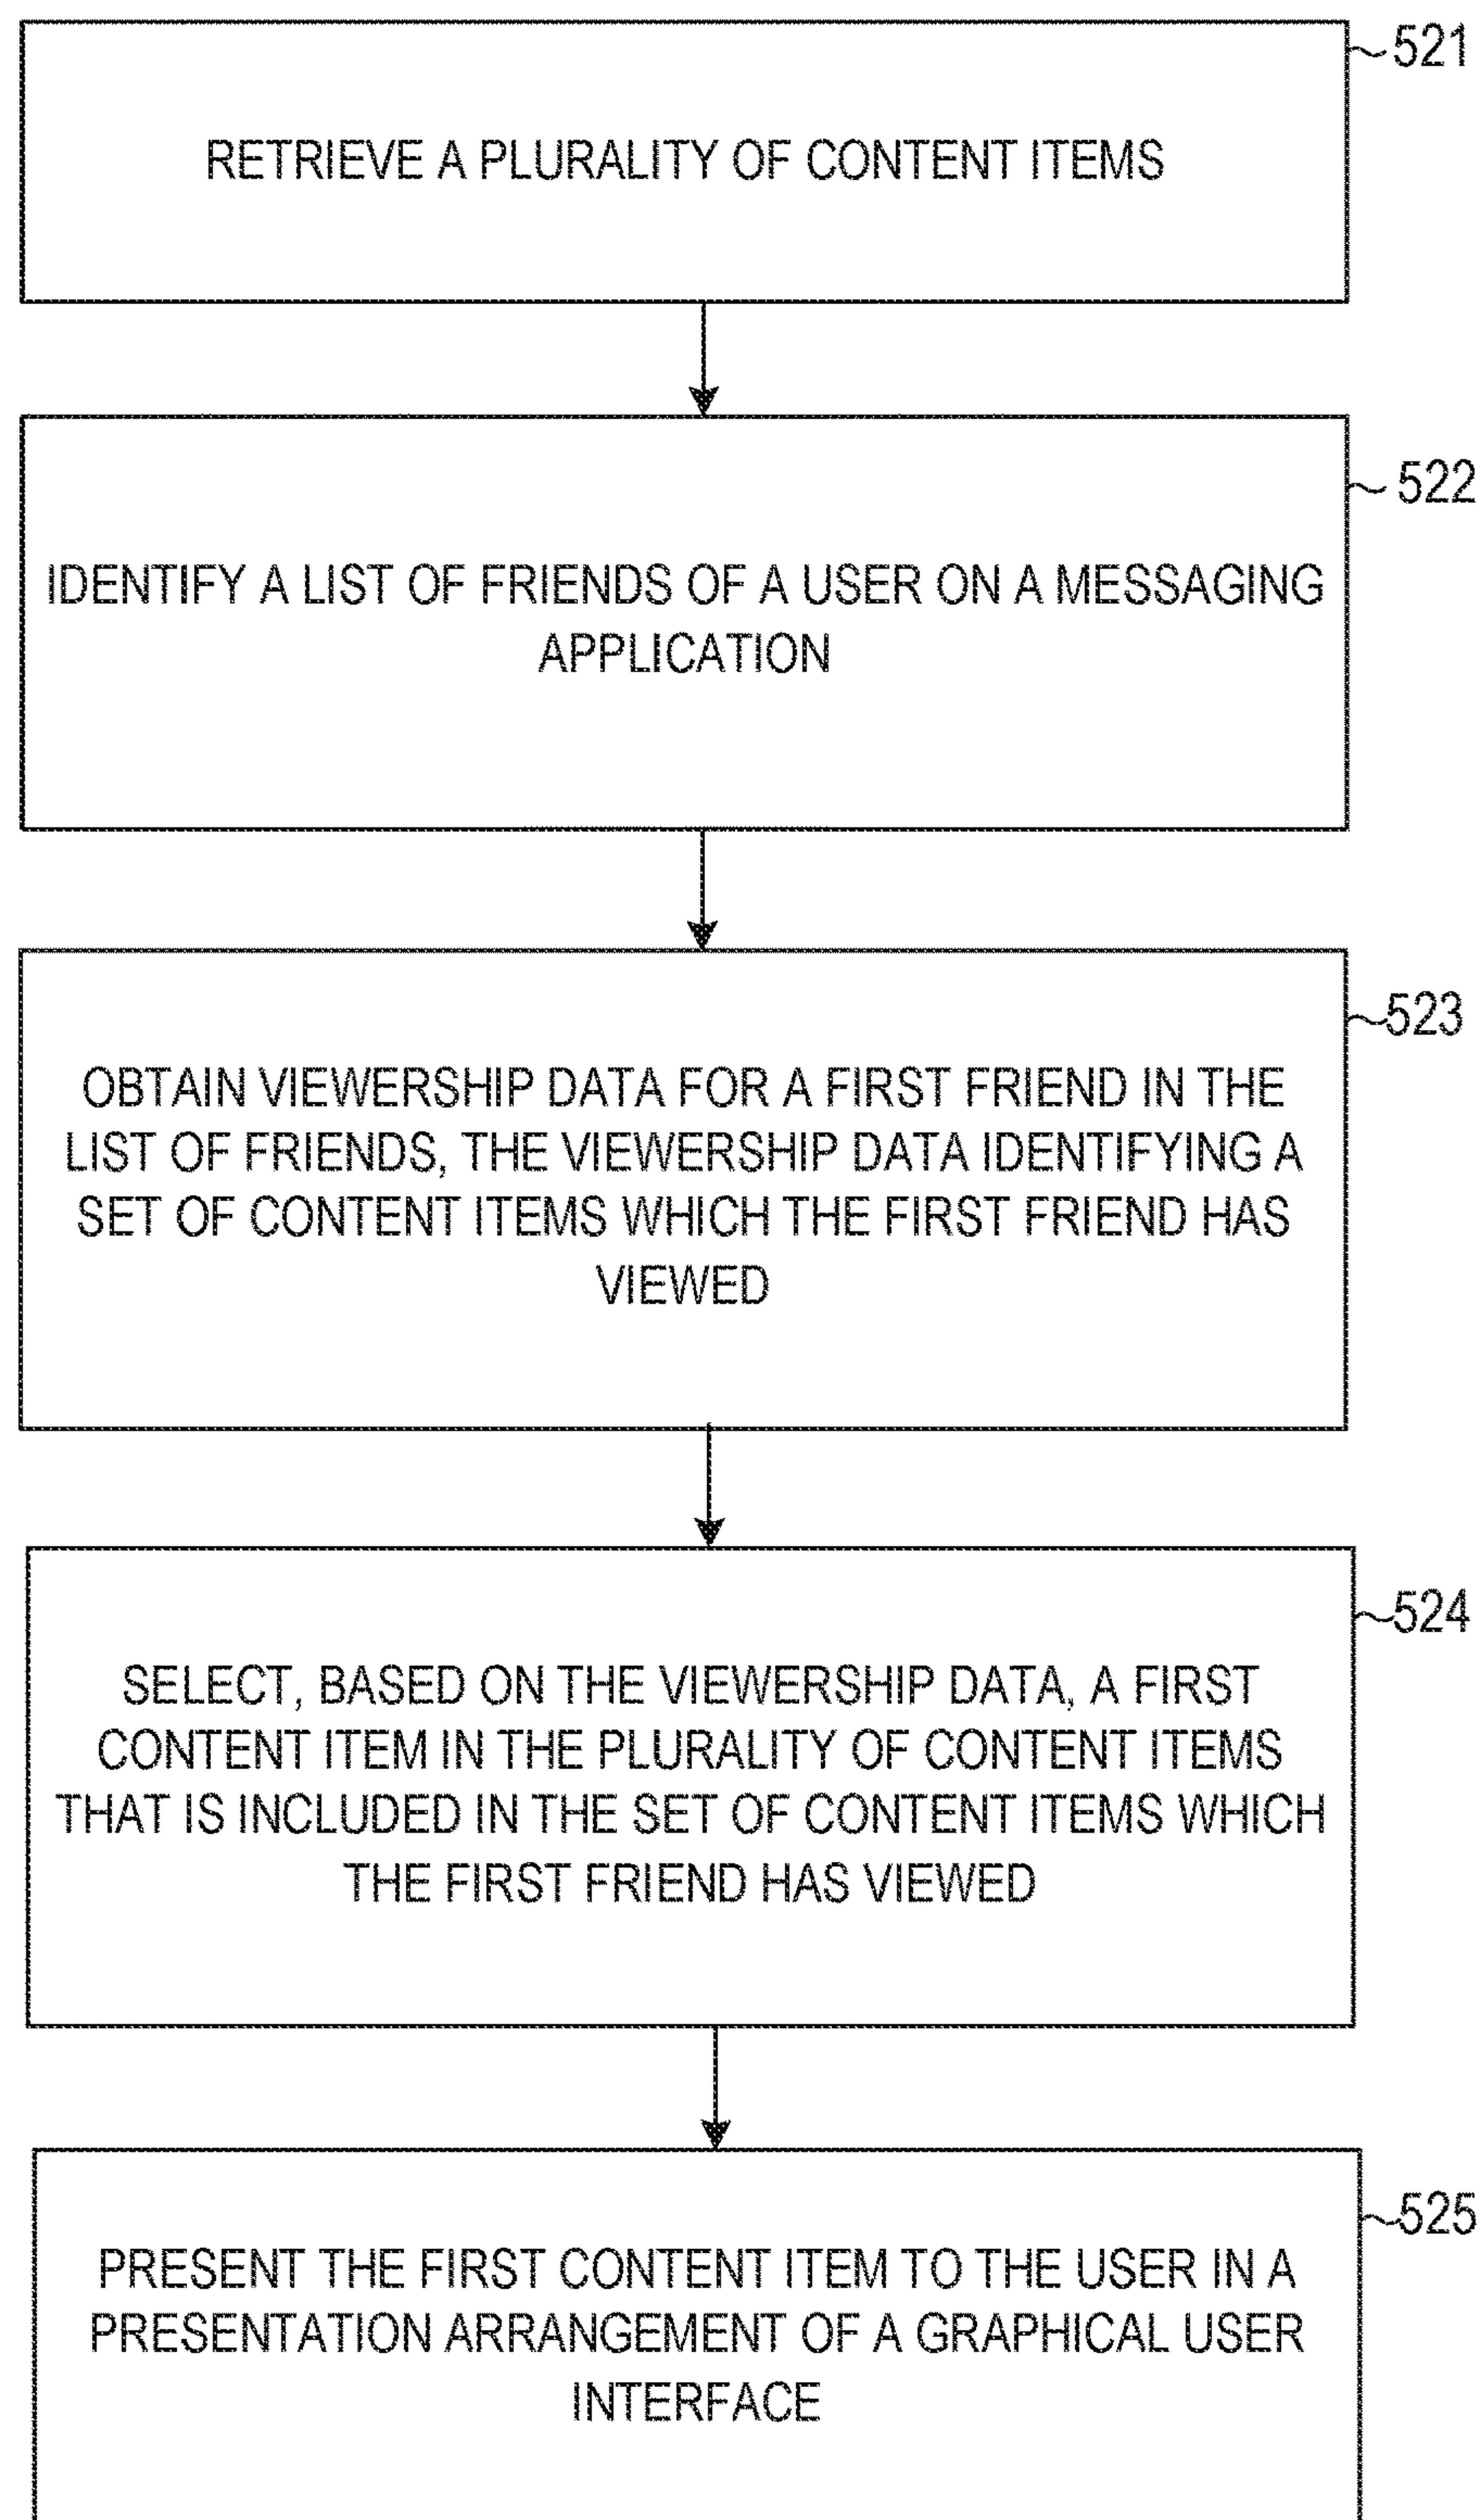 521
RETRIEVE A PLURALITY OF CONTENT ITEMS
522
IDENTIFY A LIST OF FRIENDS OF A USER ON A MESSAGING
APPLICATION
523
OBTAIN VIEWERSHIP DATA FOR A FIRST FRIEND IN THE
LIST OF FRIENDS, THE VIEWERSHIP DATA IDENTIFYING A
SET OF CONTENT ITEMS WHICH THE FIRST FRIEND HAS
VIEWED
524
SELECT, BASED ON THE VIEWERSHIP DATA, A FIRST
CONTENT ITEM IN THE PLURALITY OF CONTENT ITEMS
THAT IS INCLUDED IN THE SET OF CONTENT ITEMS WHICH
THE FIRST FRIEND HAS VIEWED
525
PRESENT THE FIRST CONTENT ITEM TO THE USER IN A
PRESENTATION ARRANGEMENT OF A GRAPHICAL USER
INTERFACE